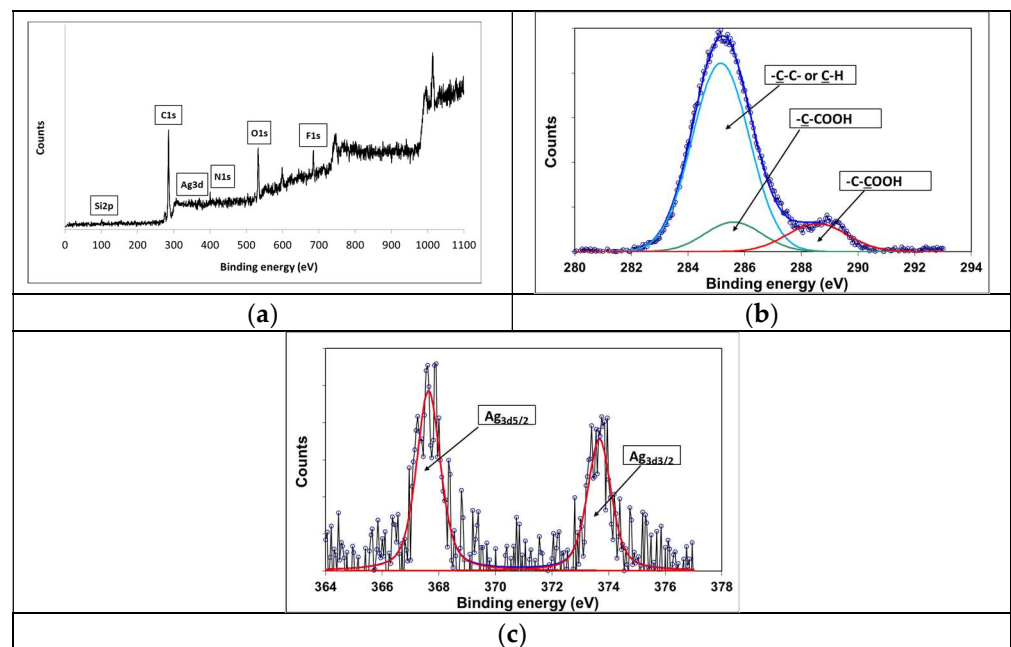 Counts
C1s
O1s
F1s
Ag3d
N1s
Si2p
0 100 200 300 400 500 600 700 800 900 1000 1100
Binding energy (eV)
(a)
Counts
-C-C- or C-H
-C-COOH
-C-COOH
280 282 284 286 288 290 292 294
Binding energy (eV)
(b)
Counts
Ag3d5/2
Ag3d3/2
364 366 368 370 372 374 376 378
Binding energy (eV)
(c)